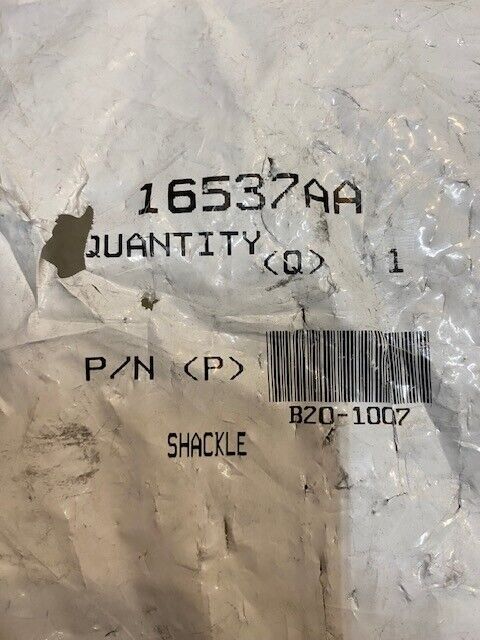 16537AA
QUANTITY (Q) 1
P/N (P)
B20-1007
SHACKLE